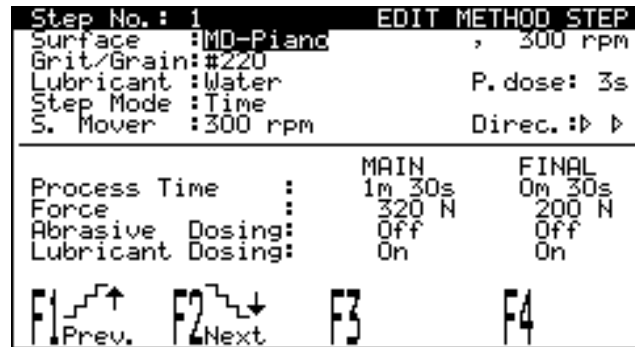 Step No.: 1 EDIT METHOD STEP
Surface :MD-Piano , 300 rpm
Grit/Grain:#220
Lubricant :Water P.dose: 3s
Step Mode :Time
S. Mover :300 rpm Direc.:▷ ▷
MAIN FINAL
Process Time : 1m 30s 0m 30s
Force : 320 N 200 N
Abrasive Dosing: Off Off
Lubricant Dosing: On On
F1 Prev. F2 Next F3 F4